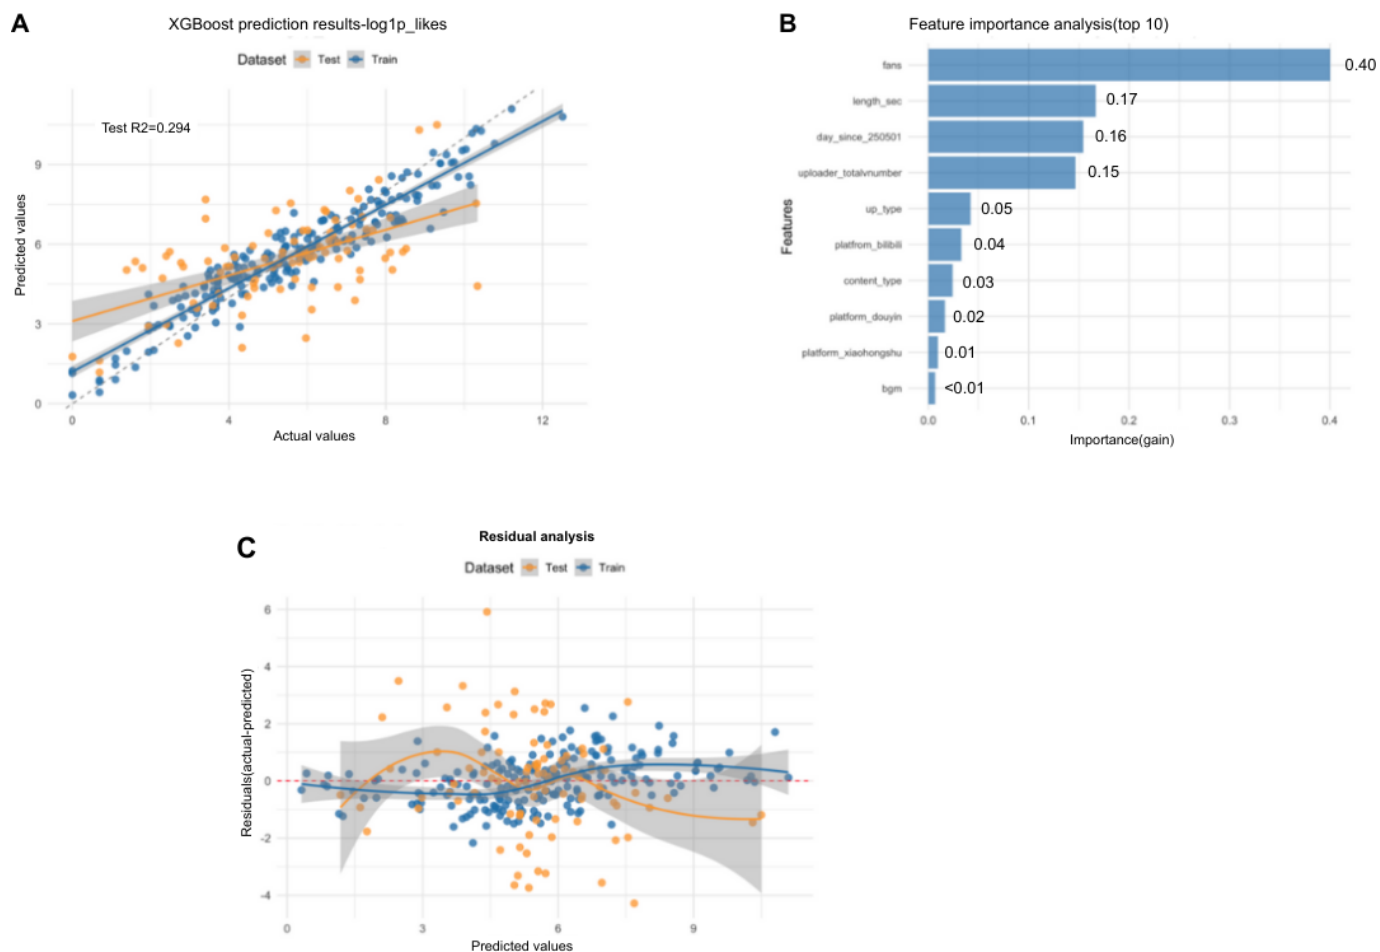 A
XGBoost prediction results-log1p_likes
Dataset Test Train
Test R2=0.294
9
6
3
0
0 4 8 12
Predicted values
Actual values
B
Feature importance analysis(top 10)
fans 0.40
length_sec 0.17
day_since_250501 0.16
uploader_totalvnumber 0.15
up_type 0.05
platfrom_bilibili 0.04
content_type 0.03
platform_douyin 0.02
platform_xiaohongshu 0.01
bgm <0.01
0.0 0.1 0.2 0.3 0.4
Features
Importance(gain)
C
Residual analysis
Dataset Test Train
6
4
2
0
-2
-4
0 3 6 9
Residuals(actual-predicted)
Predicted values